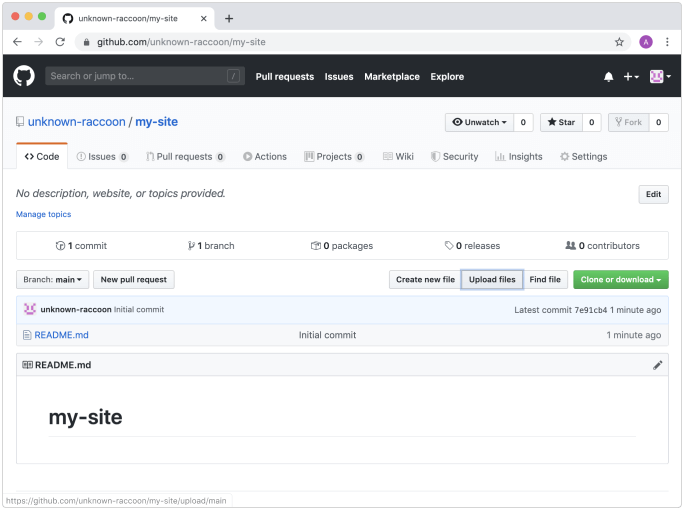 unknown-raccoon/my-site
github.com/unknown-raccoon/my-site
A
Search or jump to... /
Pull requests Issues Marketplace Explore
unknown-raccoon / my-site
Unwatch 0 Star 0 Fork 0
Code Issues 0 Pull requests 0 Actions Projects 0 Wiki Security Insights Settings
No description, website, or topics provided.
Edit
Manage topics
1 commit 1 branch 0 packages 0 releases 0 contributors
Branch: main New pull request Create new file Upload files Find file Clone or download
unknown-raccoon Initial commit Latest commit 7e91cb4 1 minute ago
README.md Initial commit 1 minute ago
README.md
my-site
https://github.com/unknown-raccoon/my-site/upload/main